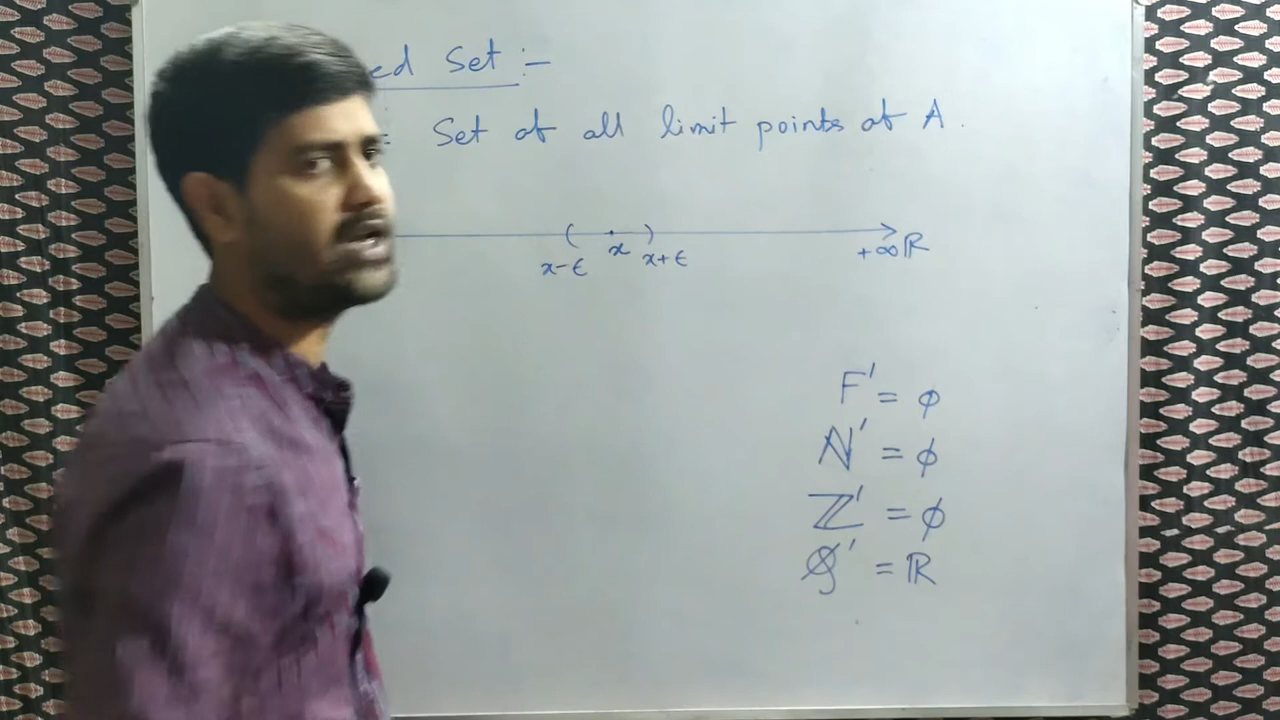 ed Set :-
= Set of all limit points of A.
( . )
x-ϵ x x+ϵ +∞ ℝ
F' = φ
ℕ' = φ
ℤ' = φ
ℚ' = ℝ